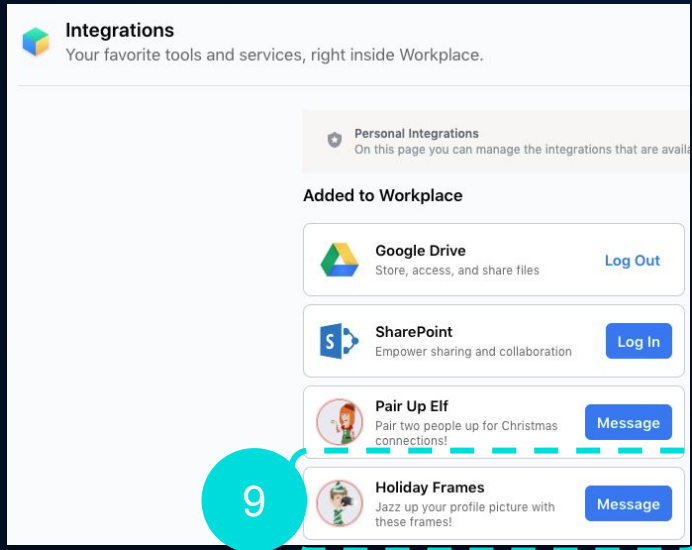 Integrations
Your favorite tools and services, right inside Workplace.
Personal Integrations
On this page you can manage the integrations that are
Added to Workplace
Google Drive
Store, access, and share files
Log Out
S
SharePoint
Empower sharing and collaboration
Log In
Pair Up Elf
Pair two people up for Christmas
connections!
Message
9
Holiday Frames
Jazz up your profile picture with
these frames!
Message